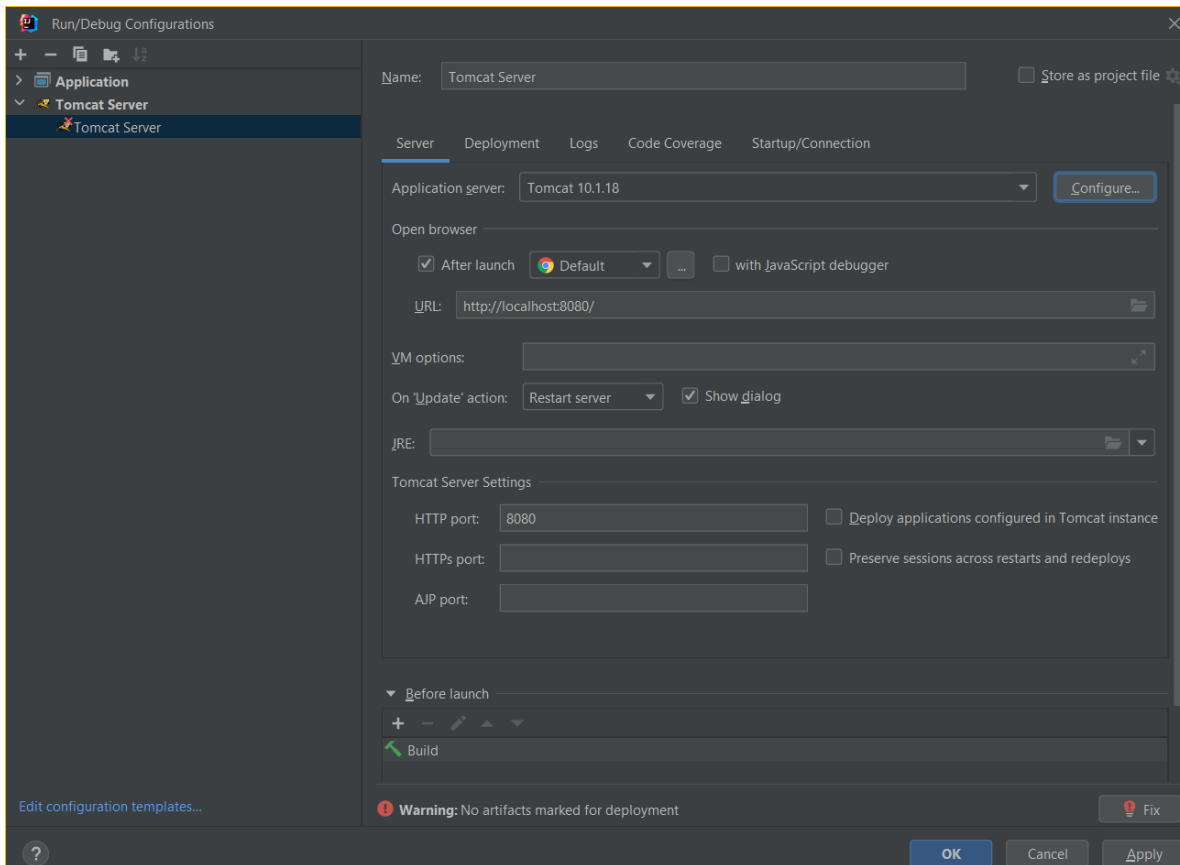 Run/Debug Configurations
Application
Tomcat Server
Tomcat Server
Edit configuration templates...
Name: Tomcat Server Store as project file
Server Deployment Logs Code Coverage Startup/Connection
Application server: Tomcat 10.1.18 Configure...
Open browser
After launch Default ... with JavaScript debugger
URL: http://localhost:8080/
VM options:
On 'Update' action: Restart server Show dialog
JRE:
Tomcat Server Settings
HTTP port: 8080 Deploy applications configured in Tomcat instance
HTTPs port: Preserve sessions across restarts and redeploys
AJP port:
Before launch
Build
Warning: No artifacts marked for deployment Fix
? OK Cancel Apply